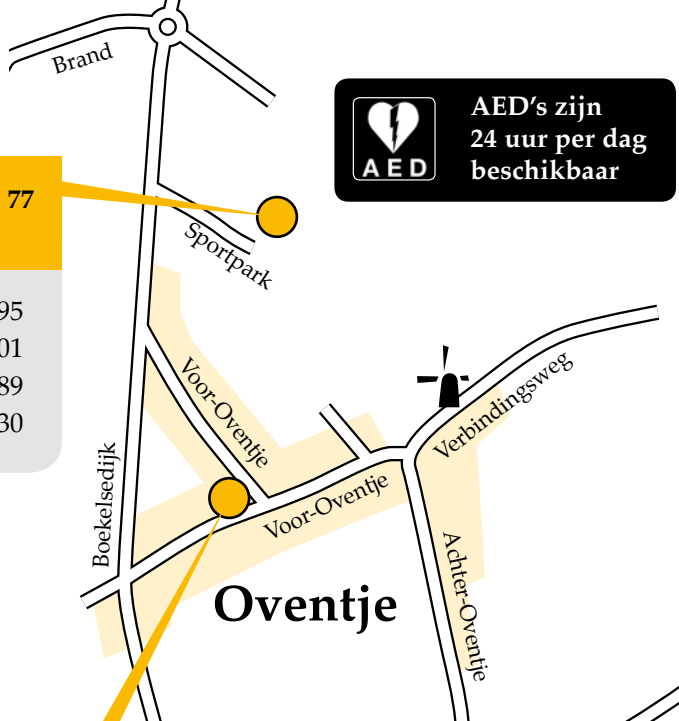 Brand
AED's zijn
24 uur per dag
beschikbaar
AED
77
Sportpark
95
01
89
30
Voor-Oventje
Verbindingsweg
Boekelsedijk
Voor-Oventje
Achter-Oventje
Oventje